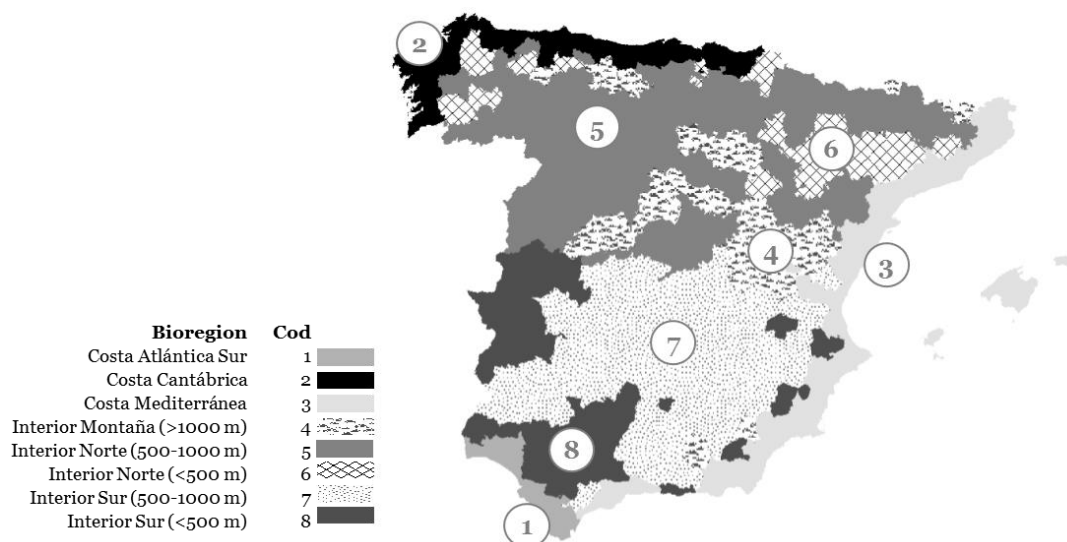 2
5
6
4
3
7
8
1
Bioregion Cod
Costa Atlántica Sur 1
Costa Cantábrica 2
Costa Mediterránea 3
Interior Montaña (>1000 m) 4
Interior Norte (500-1000 m) 5
Interior Norte (<500 m) 6
Interior Sur (500-1000 m) 7
Interior Sur (<500 m) 8